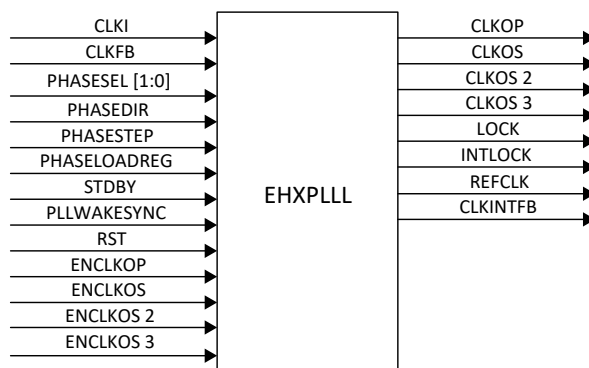 CLKI
CLKFB
PHASESEL [1:0]
PHASEDIR
PHASESTEP
PHASELOADREG
STDBY
PLLWAKESYNC
RST
ENCLKOP
ENCLKOS
ENCLKOS 2
ENCLKOS 3
EHXPLLL
CLKOP
CLKOS
CLKOS 2
CLKOS 3
LOCK
INTLOCK
REFCLK
CLKINTFB